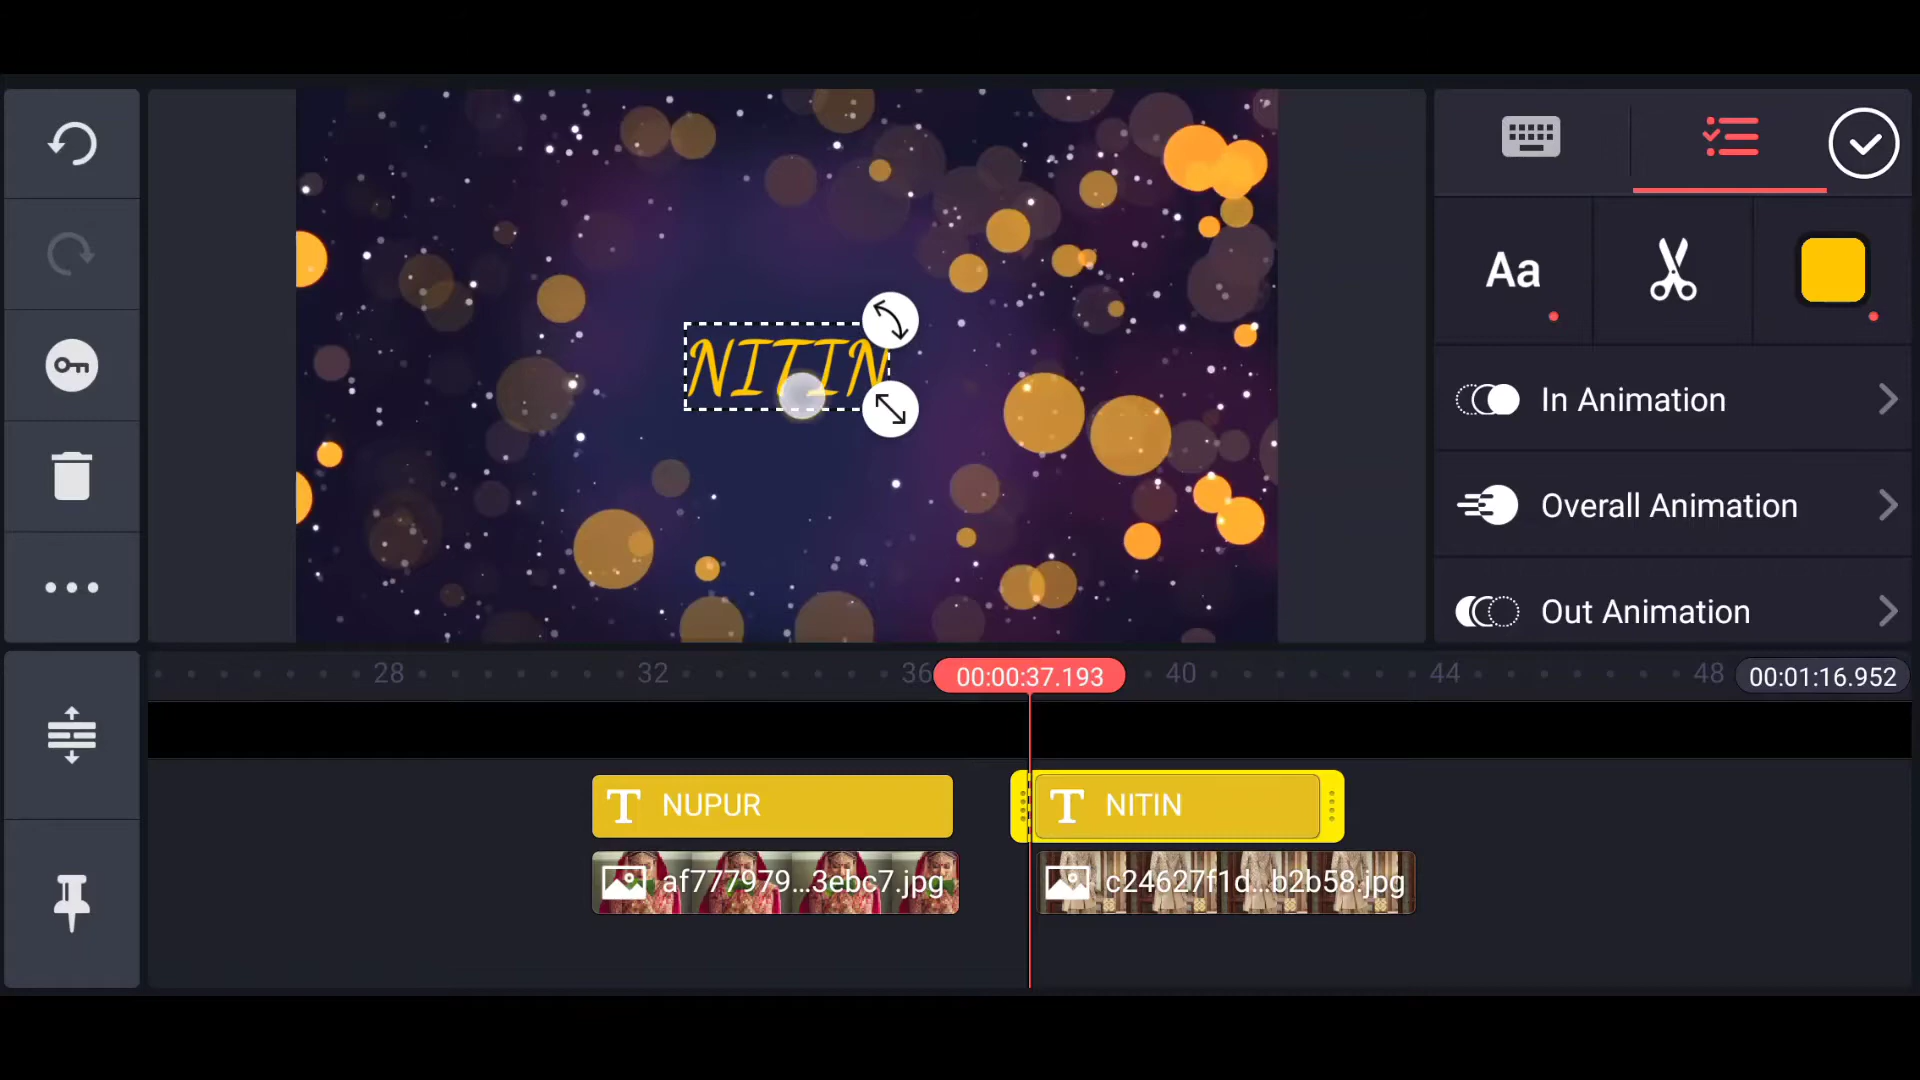 NITIN
Aa
In Animation
Overall Animation
Out Animation
28
32
36
00:00:37.193
40
44
48
00:01:16.952
T NUPUR
T NITIN
af777979...3ebc7.jpg
c24627f1d...b2b58.jpg